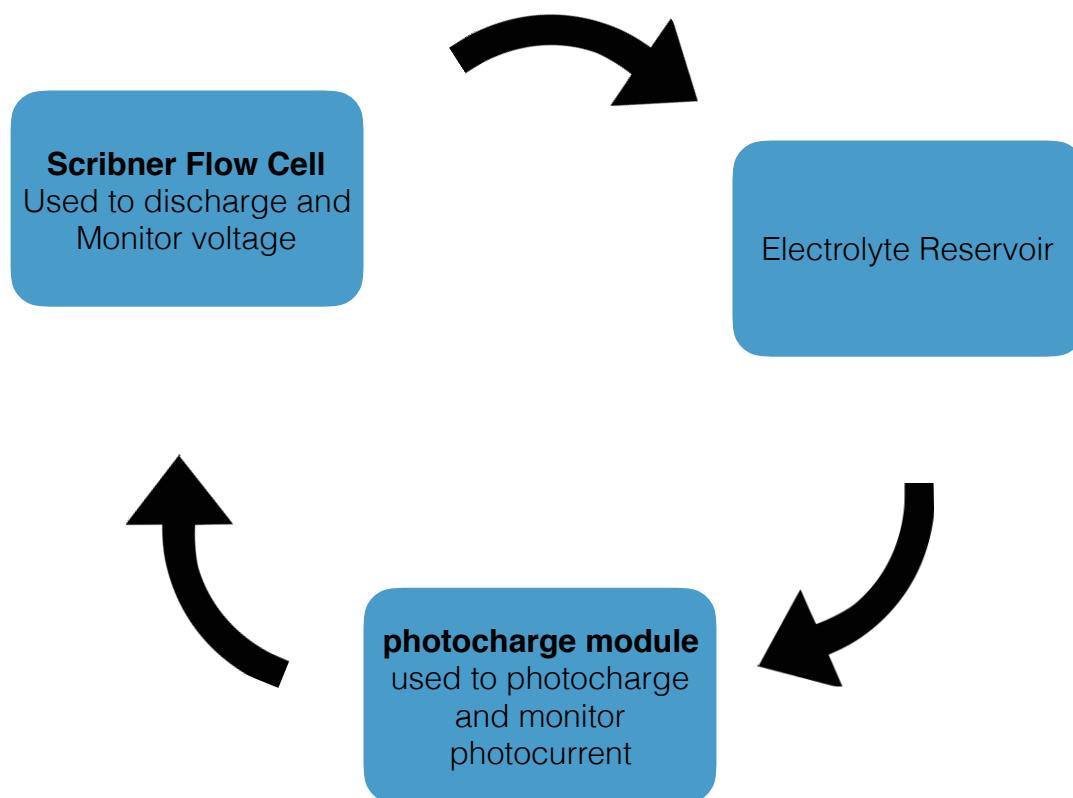 Scribner Flow Cell
Used to discharge and
Monitor voltage
Electrolyte Reservoir
photocharge module
used to photocharge
and monitor
photocurrent